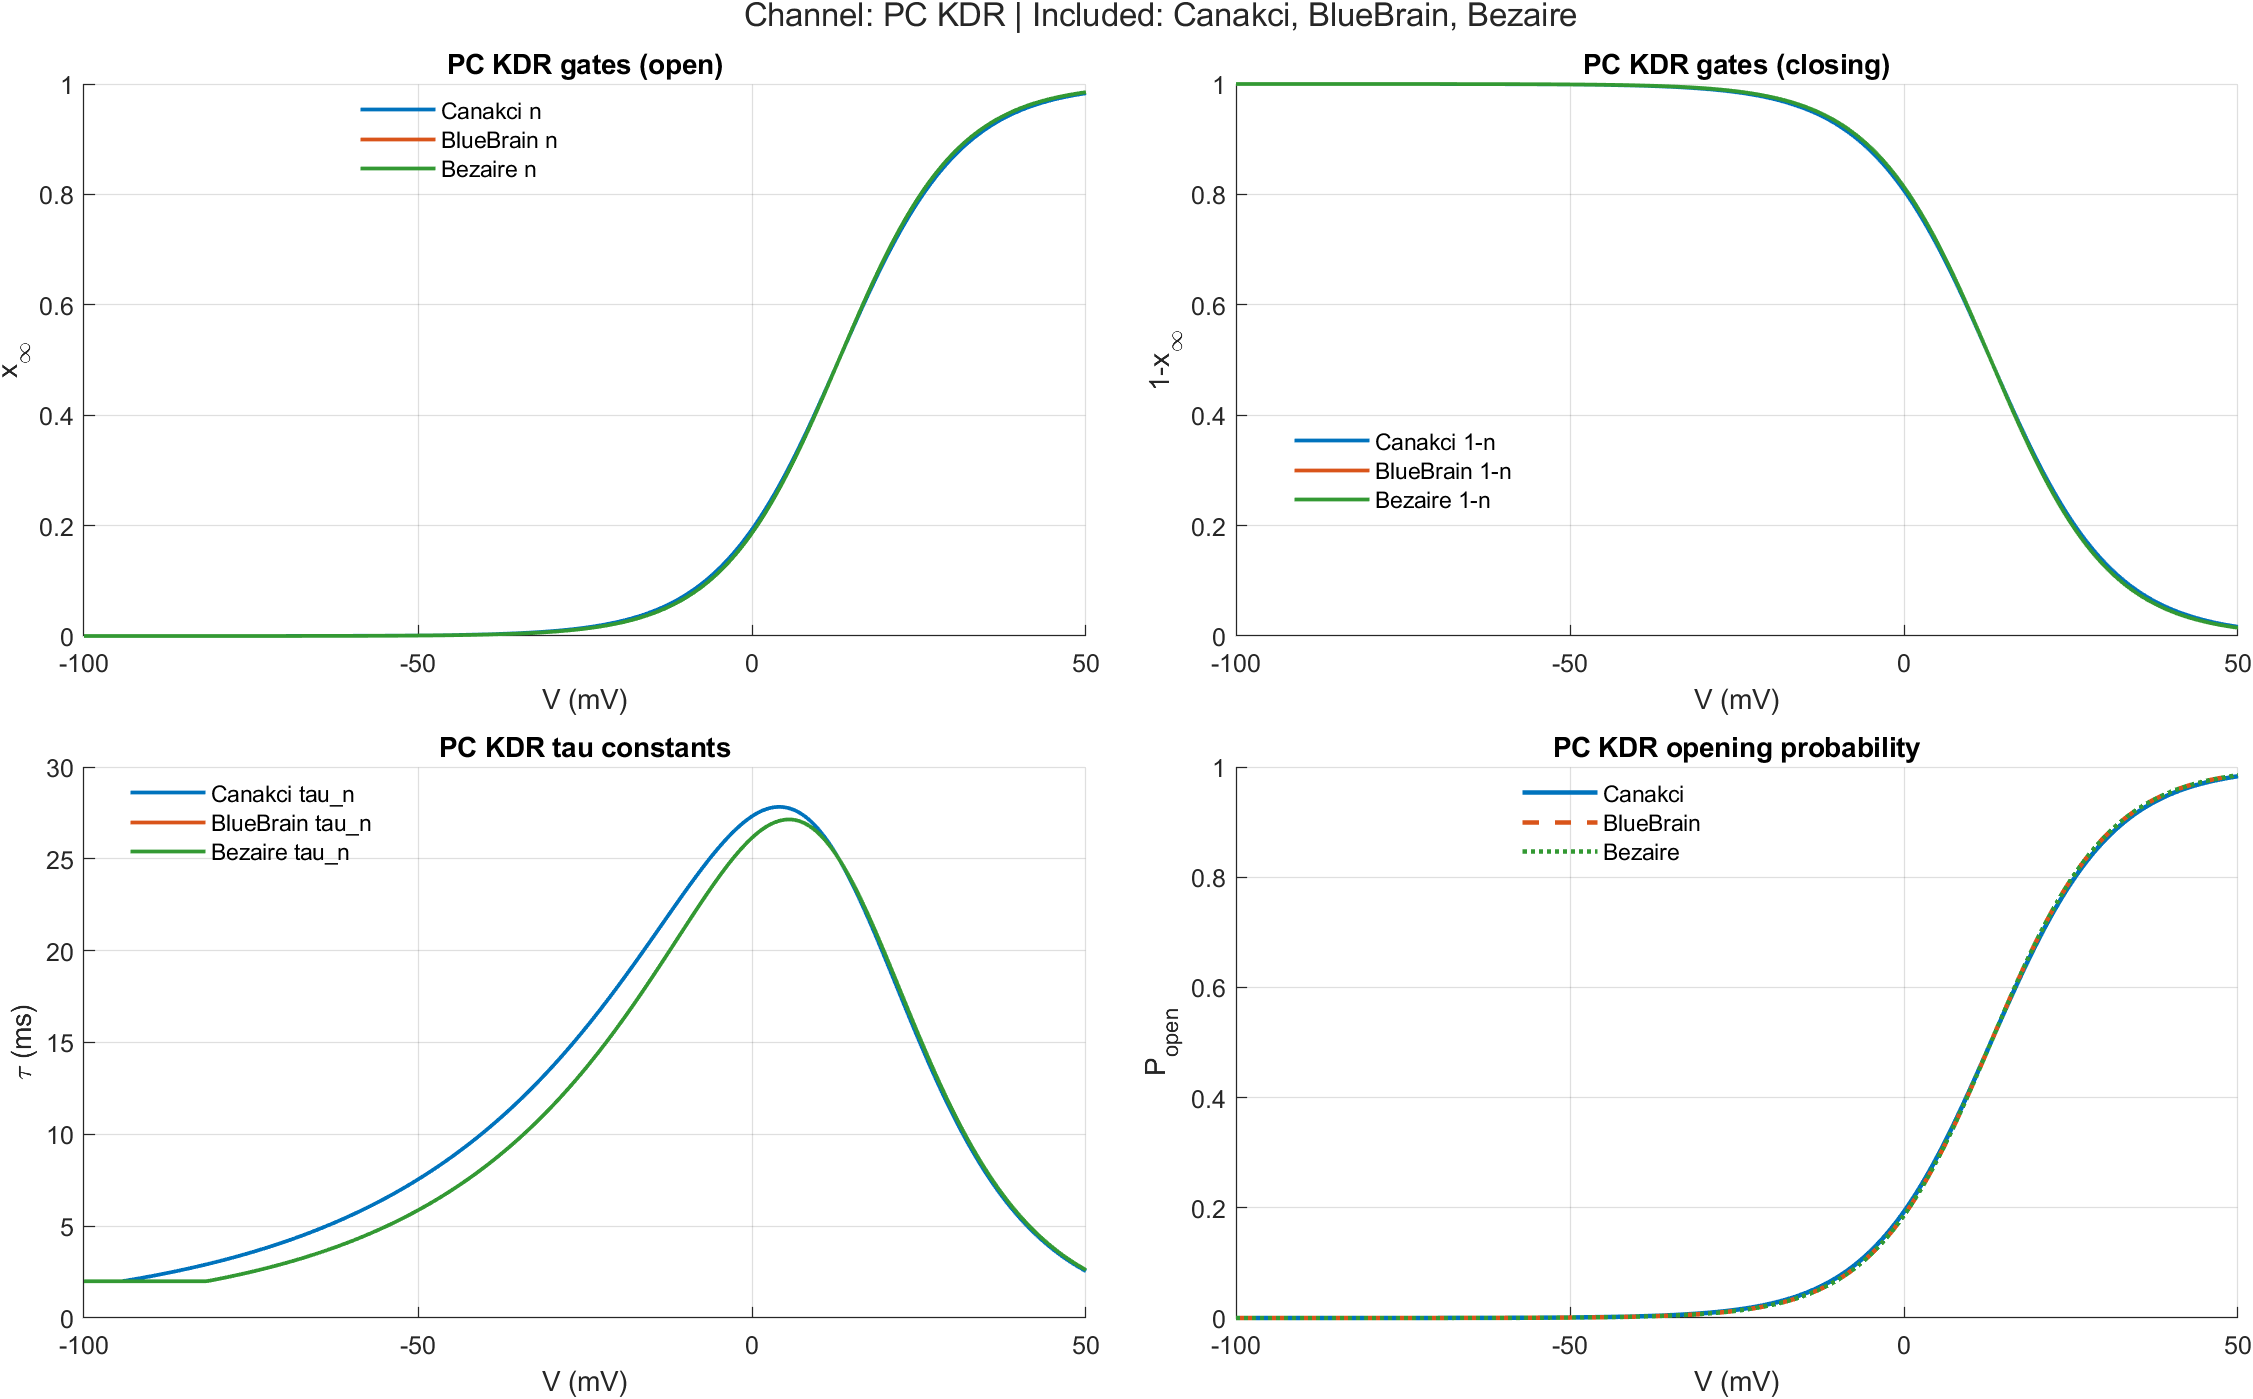 Channel: PC KDR | Included: Canakci, BlueBrain, Bezaire
PC KDR gates (open)
1
0.8
0.6
0.4
0.2
0
x∞
Canakci n
BlueBrain n
Bezaire n
-100
-50
0
50
V (mV)
PC KDR gates (closing)
1
0.8
0.6
0.4
0.2
0
1-x∞
Canakci 1-n
BlueBrain 1-n
Bezaire 1-n
-100
-50
0
50
V (mV)
PC KDR tau constants
30
25
20
15
10
5
0
τ (ms)
Canakci tau_n
BlueBrain tau_n
Bezaire tau_n
-100
-50
0
50
V (mV)
PC KDR opening probability
1
0.8
0.6
0.4
0.2
0
Popen
Canakci
BlueBrain
Bezaire
-100
-50
0
50
V (mV)